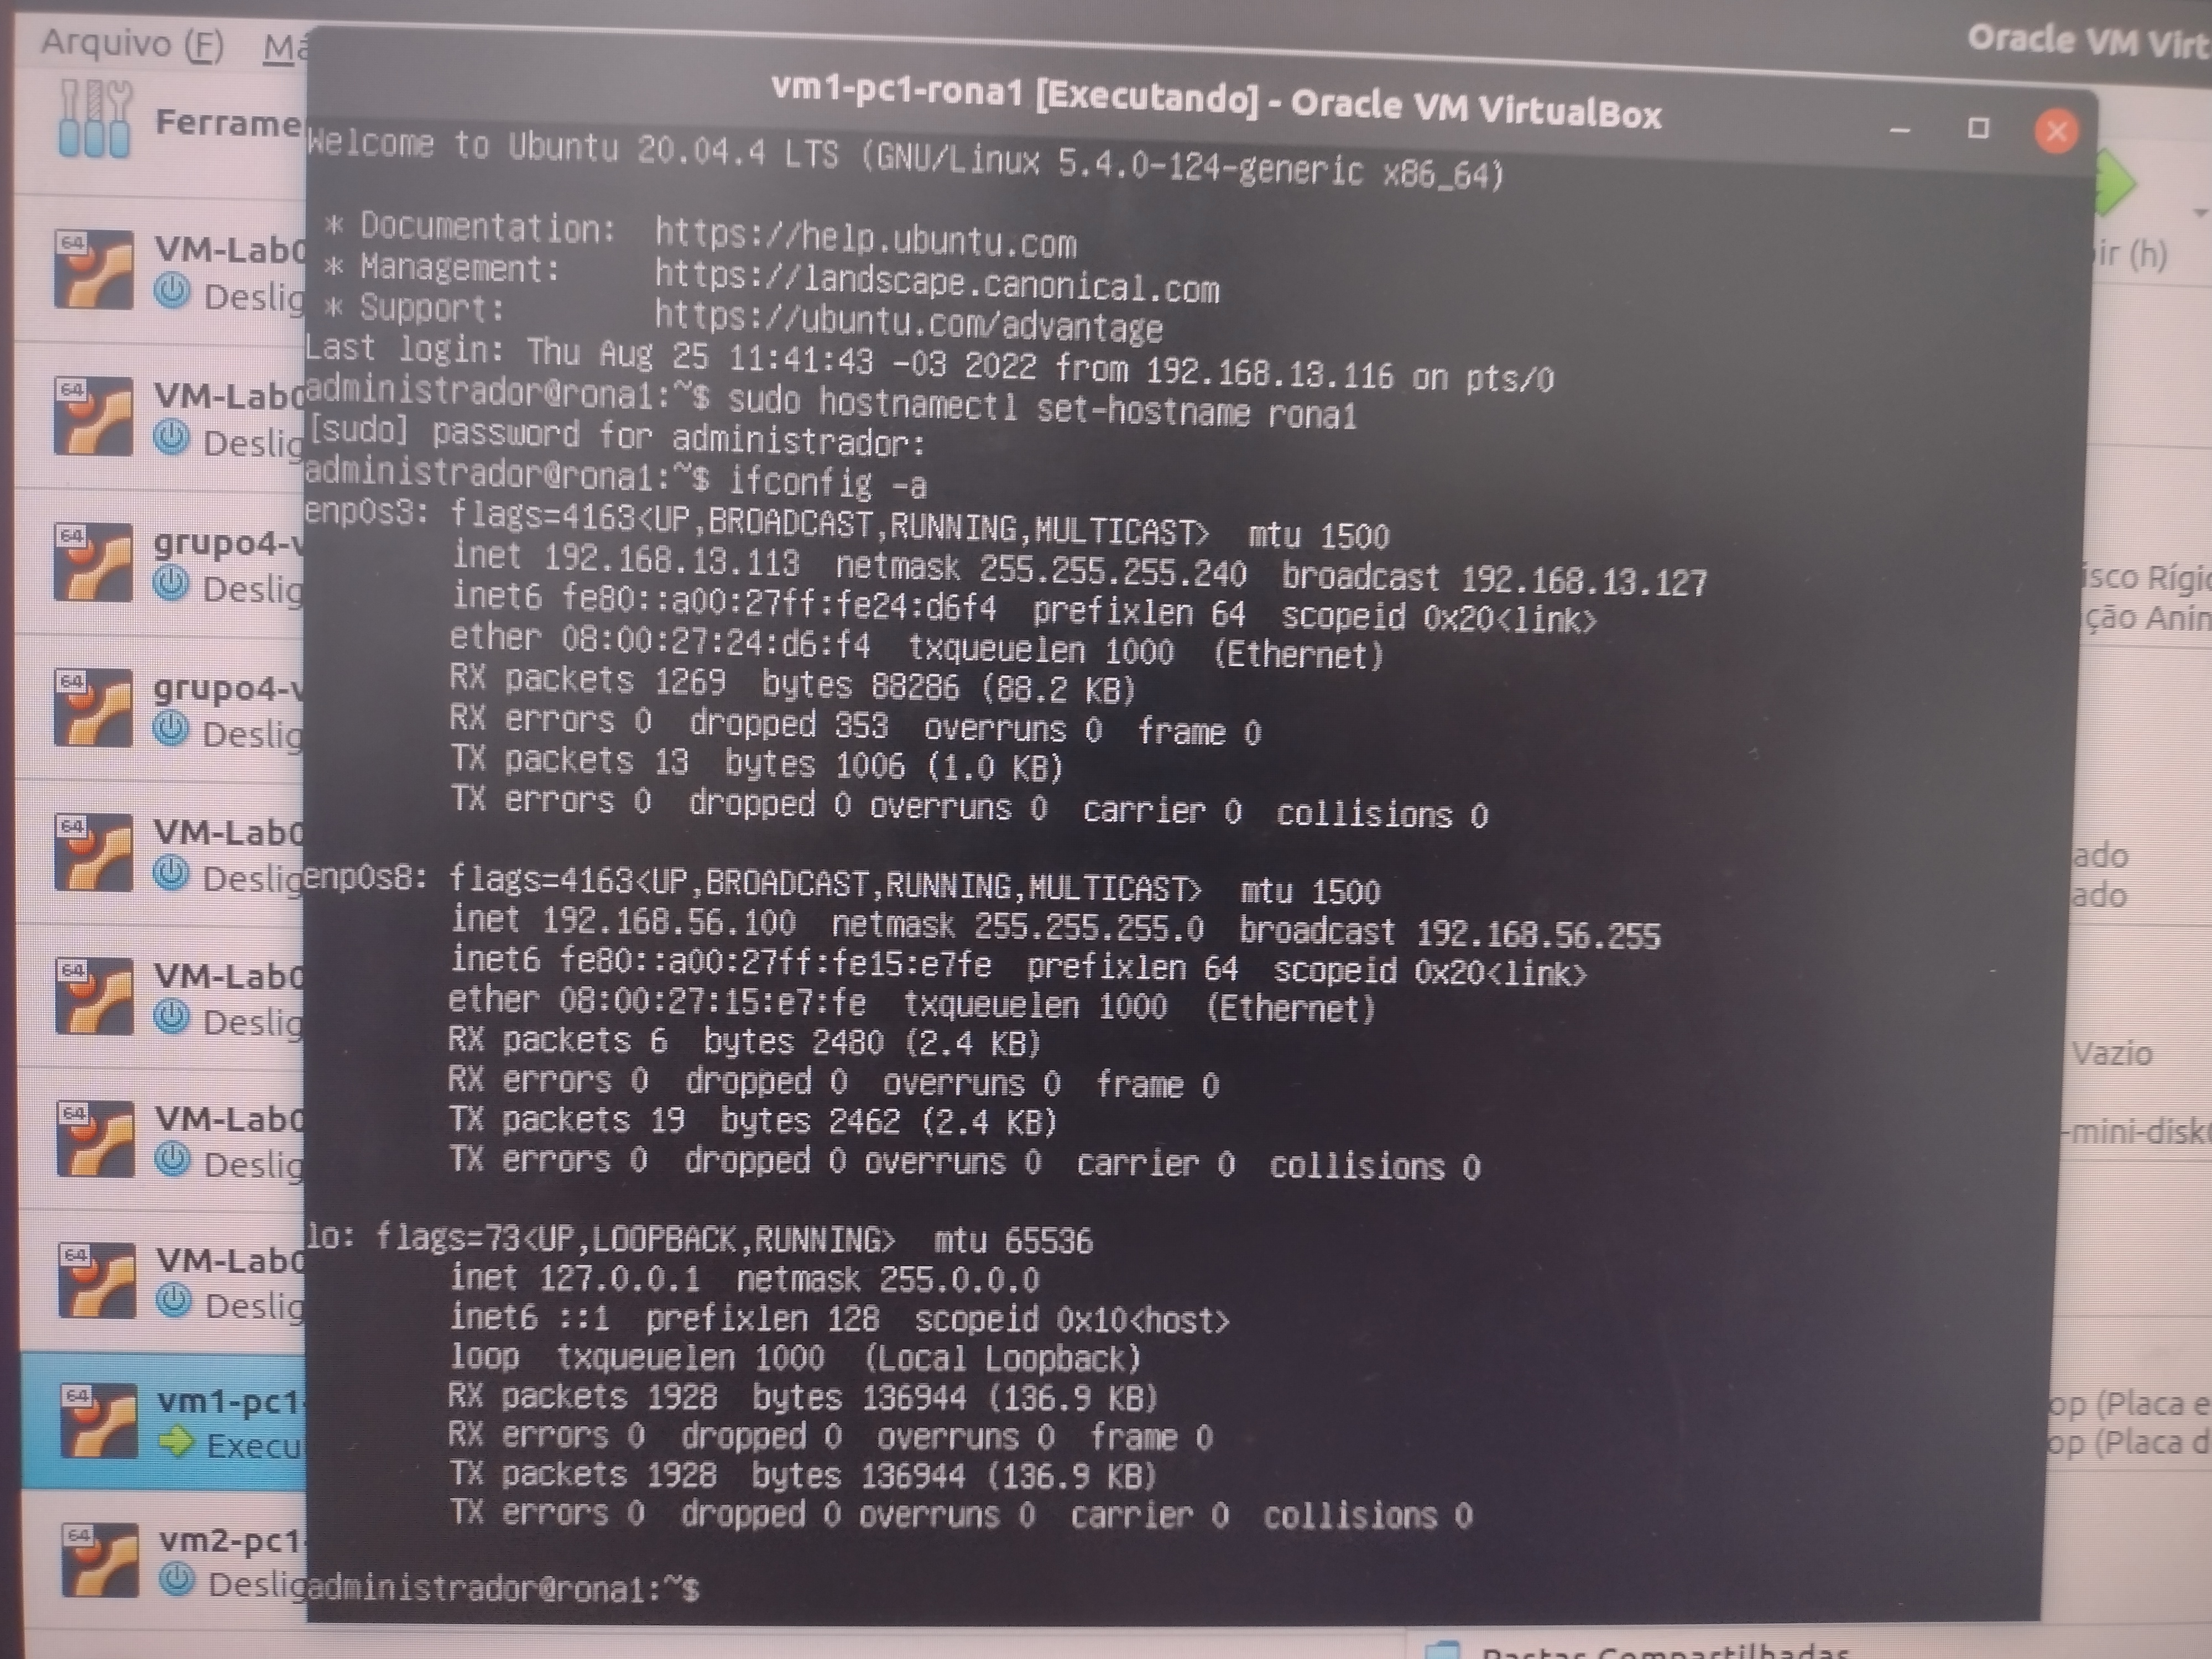 Arquivo (F)
Oracle VM Virt
vm1-pc1-rona1 [Executando] - Oracle VM VirtualBox
Welcome to Ubuntu 20.04.4 LTS (GNU/Linux 5.4.0-124-generic x86_64)
* Documentation: https://help.ubuntu.com
* Management: https://landscape.canonical.com
* Support: https://ubuntu.com/advantage
Last login: Thu Aug 25 11:41:43 -03 2022 from 192.168.13.116 on pts/0
administrador@rona1:~$ sudo hostnamectl set-hostname rona1
[sudo] password for administrador:
administrador@rona1:~$ ifconfig -a
enp0s3: flags=4163<UP,BROADCAST,RUNNING,MULTICAST> mtu 1500
inet 192.168.13.113 netmask 255.255.255.240 broadcast 192.168.13.127
inet6 fe80::a00:27ff:fe24:d6f4 prefixlen 64 scopeid 0x20<link>
ether 08:00:27:24:d6:f4 txqueuelen 1000 (Ethernet)
RX packets 1269 bytes 88286 (88.2 KB)
RX errors 0 dropped 353 overruns 0 frame 0
TX packets 13 bytes 1006 (1.0 KB)
TX errors 0 dropped 0 overruns 0 carrier 0 collisions 0
enp0s8: flags=4163<UP,BROADCAST,RUNNING,MULTICAST> mtu 1500
inet 192.168.56.100 netmask 255.255.255.0 broadcast 192.168.56.255
inet6 fe80::a00:27ff:fe15:e7fe prefixlen 64 scopeid 0x20<link>
ether 08:00:27:15:e7:fe txqueuelen 1000 (Ethernet)
RX packets 6 bytes 2480 (2.4 KB)
RX errors 0 dropped 0 overruns 0 frame 0
TX packets 19 bytes 2462 (2.4 KB)
TX errors 0 dropped 0 overruns 0 carrier 0 collisions 0
lo: flags=73<UP,LOOPBACK,RUNNING> mtu 65536
inet 127.0.0.1 netmask 255.0.0.0
inet6 ::1 prefixlen 128 scopeid 0x10<host>
loop txqueuelen 1000 (Local Loopback)
RX packets 1928 bytes 136944 (136.9 KB)
RX errors 0 dropped 0 overruns 0 frame 0
TX packets 1928 bytes 136944 (136.9 KB)
TX errors 0 dropped 0 overruns 0 carrier 0 collisions 0
administrador@rona1:~$
Ferrame
64
VM-Lab0
Deslig
64
VM-Lab0
Deslig
64
grupo4-v
Deslig
64
grupo4-v
Deslig
64
VM-Lab0
Deslig
64
VM-Lab0
Deslig
64
VM-Lab0
Deslig
64
VM-Lab0
Deslig
64
vm1-pc1-
Execu
64
vm2-pc1-
Deslig
ir (h)
isco Rígid
ção Anin
ado
ado
Vazio
-mini-disk
op (Placa e
op (Placa d
Pastas Compartilhadas